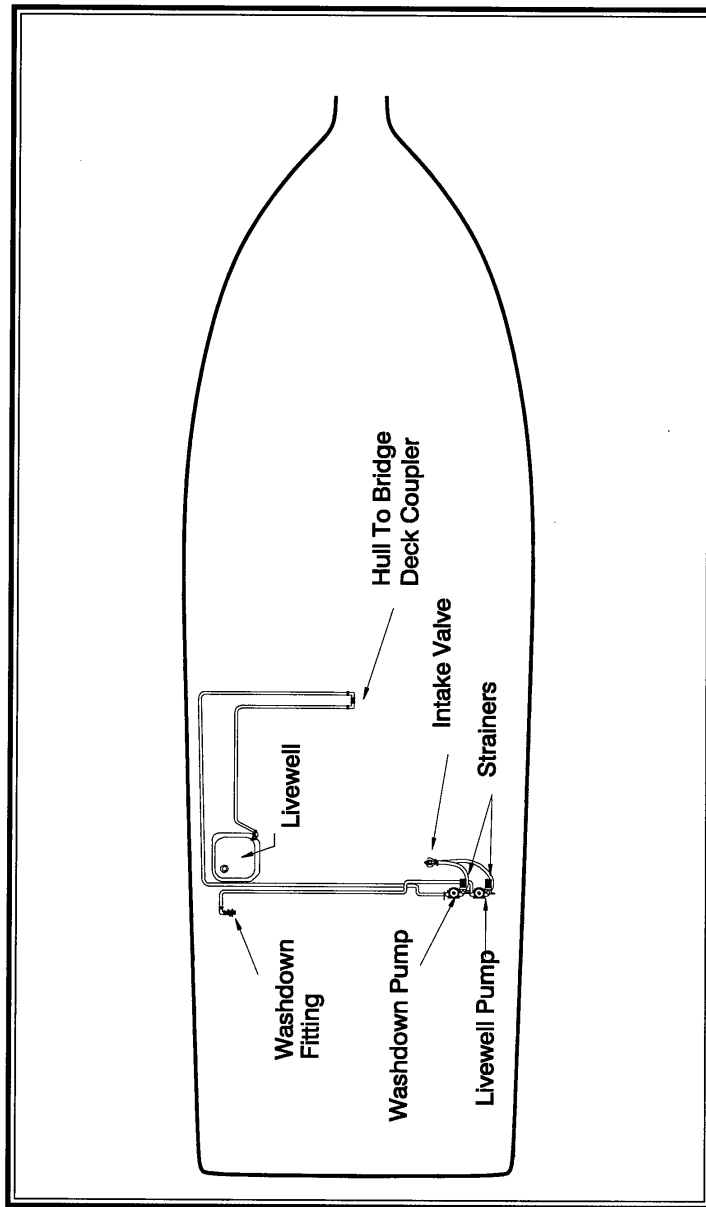 Hull To Bridge
Deck Coupler
Intake Valve
Livewell
Strainers
Washdown
Fitting
Washdown Pump
Livewell Pump